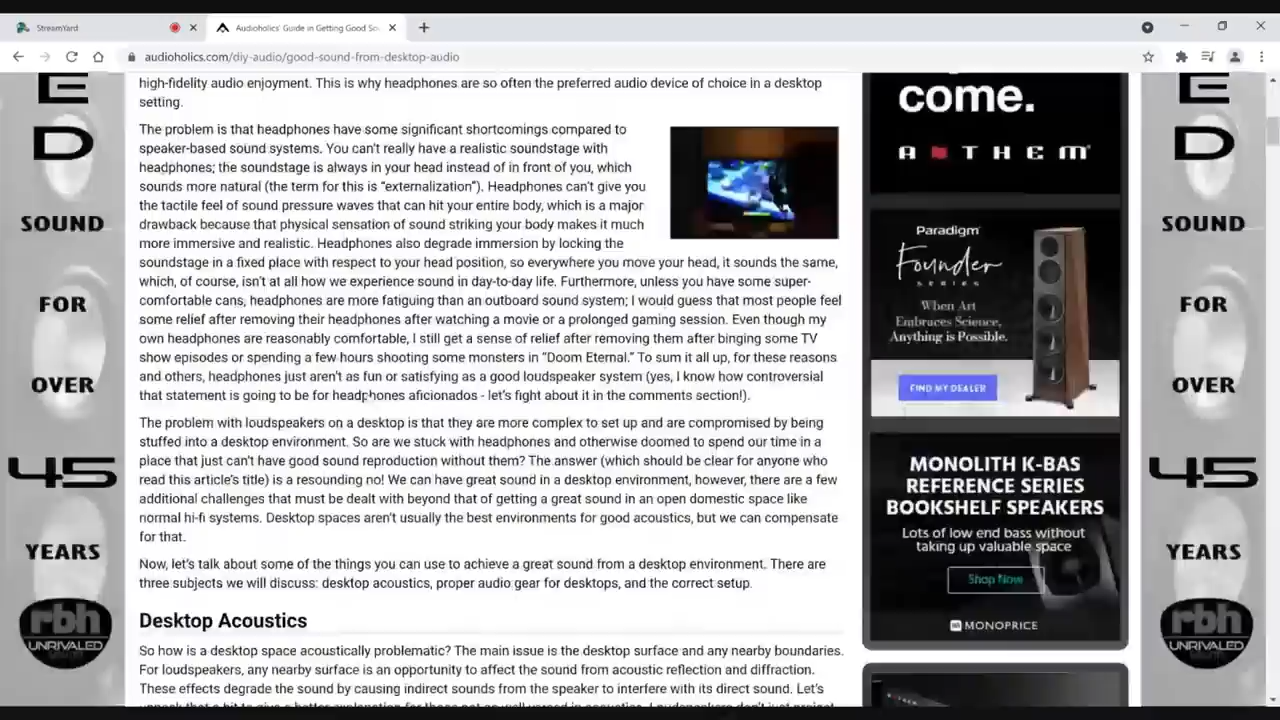 StreamYard
Audioholics' Guide in Getting Good So
audioholics.com/diy-audio/good-sound-from-desktop-audio
high-fidelity audio enjoyment. This is why headphones are so often the preferred audio device of choice in a desktop
setting.
The problem is that headphones have some significant shortcomings compared to
speaker-based sound systems. You can't really have a realistic soundstage with
headphones; the soundstage is always in your head instead of in front of you, which
sounds more natural (the term for this is “externalization”). Headphones can't give you
the tactile feel of sound pressure waves that can hit your entire body, which is a major
drawback because that physical sensation of sound striking your body makes it much
more immersive and realistic. Headphones also degrade immersion by locking the
soundstage in a fixed place with respect to your head position, so everywhere you move your head, it sounds the same,
which, of course, isn't at all how we experience sound in day-to-day life. Furthermore, unless you have some super-
comfortable cans, headphones are more fatiguing than an outboard sound system; I would guess that most people feel
some relief after removing their headphones after watching a movie or a prolonged gaming session. Even though my
own headphones are reasonably comfortable, I still get a sense of relief after removing them after binging some TV
show episodes or spending a few hours shooting some monsters in “Doom Eternal.” To sum it all up, for these reasons
and others, headphones just aren't as fun or satisfying as a good loudspeaker system (yes, I know how controversial
that statement is going to be for headphones aficionados - let's fight about it in the comments section!).
The problem with loudspeakers on a desktop is that they are more complex to set up and are compromised by being
stuffed into a desktop environment. So are we stuck with headphones and otherwise doomed to spend our time in a
place that just can't have good sound reproduction without them? The answer (which should be clear for anyone who
read this article's title) is a resounding no! We can have great sound in a desktop environment, however, there are a few
additional challenges that must be dealt with beyond that of getting a great sound in an open domestic space like
normal hi-fi systems. Desktop spaces aren't usually the best environments for good acoustics, but we can compensate
for that.
Now, let's talk about some of the things you can use to achieve a great sound from a desktop environment. There are
three subjects we will discuss: desktop acoustics, proper audio gear for desktops, and the correct setup.
Desktop Acoustics
So how is a desktop space acoustically problematic? The main issue is the desktop surface and any nearby boundaries.
For loudspeakers, any nearby surface is an opportunity to affect the sound from acoustic reflection and diffraction.
These effects degrade the sound by causing indirect sounds from the speaker to interfere with its direct sound. Let's
come.
ANTHEM
Paradigm
Founder
SERIES
When Art
Embraces Science,
Anything is Possible.
FIND MY DEALER
MONOLITH K-BAS
REFERENCE SERIES
BOOKSHELF SPEAKERS
Lots of low end bass without
taking up valuable space
Shop Now
MONOPRICE
E
D
SOUND
FOR
OVER
45
YEARS
rbh
UNRIVALED
E
D
SOUND
FOR
OVER
45
YEARS
rbh
UNRIVALED